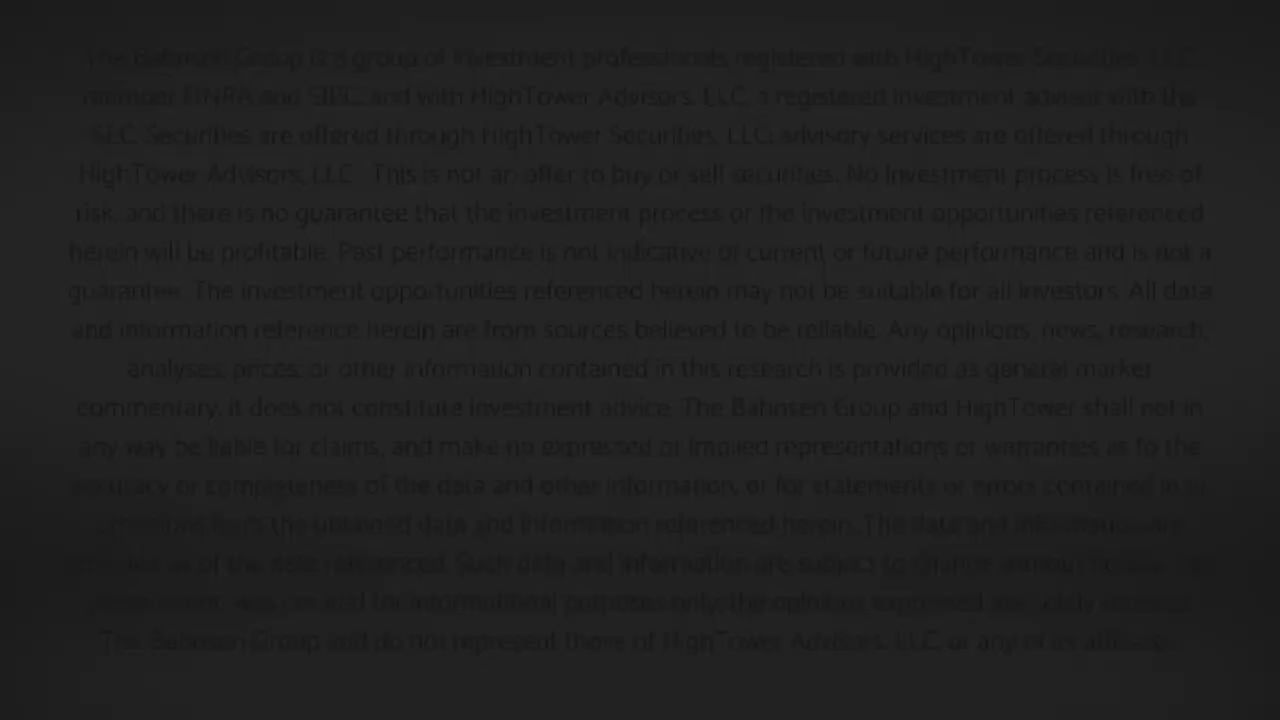 The Bahnsen Group is a group of investment professionals registered with HighTower Securities, LLC,
member FINRA and SIPC, and with HighTower Advisors, LLC, a registered investment advisor with the
SEC. Securities are offered through HighTower Securities, LLC; advisory services are offered through
HighTower Advisors, LLC. This is not an offer to buy or sell securities. No investment process is free of
risk, and there is no guarantee that the investment process or the investment opportunities referenced
herein will be profitable. Past performance is not indicative of current or future performance and is not a
guarantee. The investment opportunities referenced herein may not be suitable for all investors. All data
and information reference herein are from sources believed to be reliable. Any opinions, news, research,
analyses, prices, or other information contained in this research is provided as general market
commentary, it does not constitute investment advice. The Bahnsen Group and HighTower shall not in
any way be liable for claims, and make no expressed or implied representations or warranties as to the
accuracy or completeness of the data and other information, or for statements or errors contained in or
omissions from the obtained data and information referenced herein. The data and information are
of the date referenced. Such data and information are subject to change without notice.
was created for informational purposes only; the opinions expressed are solely
The Bahnsen Group and do not represent those of HighTower Advisors, LLC, or any of its affiliates.